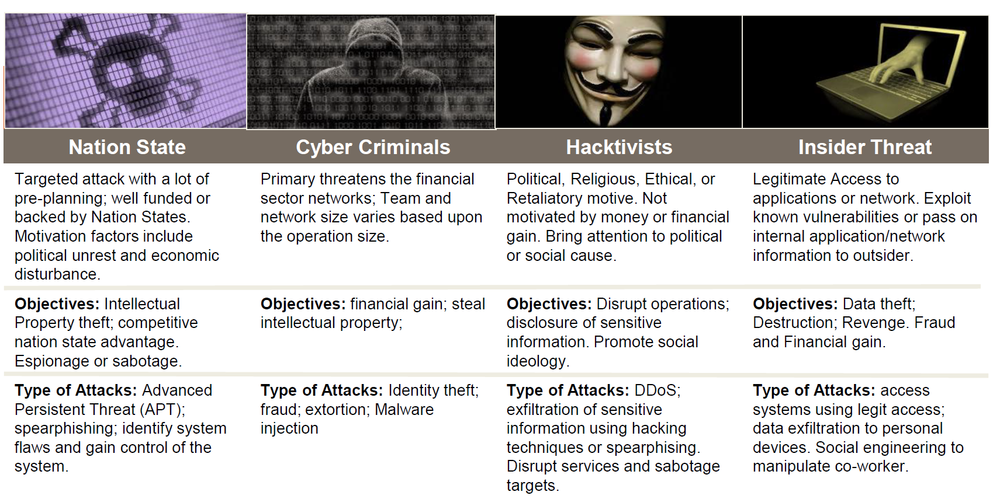 Nation State
Cyber Criminals
Hacktivists
Insider Threat
Targeted attack with a lot of
pre-planning; well funded or
backed by Nation States.
Motivation factors include
political unrest and economic
disturbance.
Primary threatens the financial
sector networks; Team and
network size varies based upon
the operation size.
Political, Religious, Ethical, or
Retaliatory motive. Not
motivated by money or financial
gain. Bring attention to political
or social cause.
Legitimate Access to
applications or network. Exploit
known vulnerabilities or pass on
internal application/network
information to outsider.
Objectives: Intellectual
Property theft; competitive
nation state advantage.
Espionage or sabotage.
Objectives: financial gain; steal
intellectual property;
Objectives: Disrupt operations;
disclosure of sensitive
information. Promote social
ideology.
Objectives: Data theft;
Destruction; Revenge. Fraud
and Financial gain.
Type of Attacks: Advanced
Persistent Threat (APT);
spearphishing; identify system
flaws and gain control of the
system.
Type of Attacks: Identity theft;
fraud; extortion; Malware
injection
Type of Attacks: DDoS;
exfiltration of sensitive
information using hacking
techniques or spearphising.
Disrupt services and sabotage
targets.
Type of Attacks: access
systems using legit access;
data exfiltration to personal
devices. Social engineering to
manipulate co-worker.